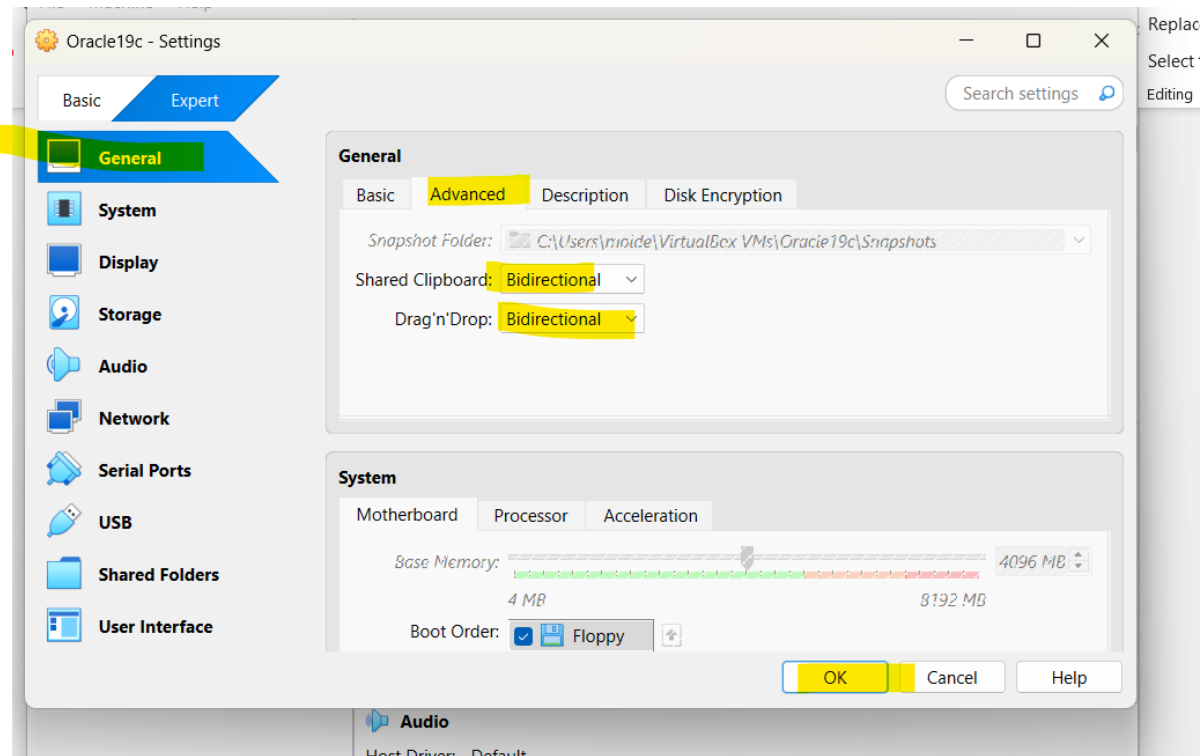 Oracle19c - Settings
Replac
Select
Editing
Basic
Expert
Search settings
General
System
Display
Storage
Audio
Network
Serial Ports
USB
Shared Folders
User Interface
General
Basic Advanced Description Disk Encryption
Snapshot Folder: C:\Users\moide\VirtualBox VMs\Oracle19c\Snapshots
Shared Clipboard: Bidirectional
Drag'n'Drop: Bidirectional
System
Motherboard Processor Acceleration
Base Memory: 4096 MB
4 MB 8192 MB
Boot Order: Floppy
OK Cancel Help
Audio
Host Driver: Default